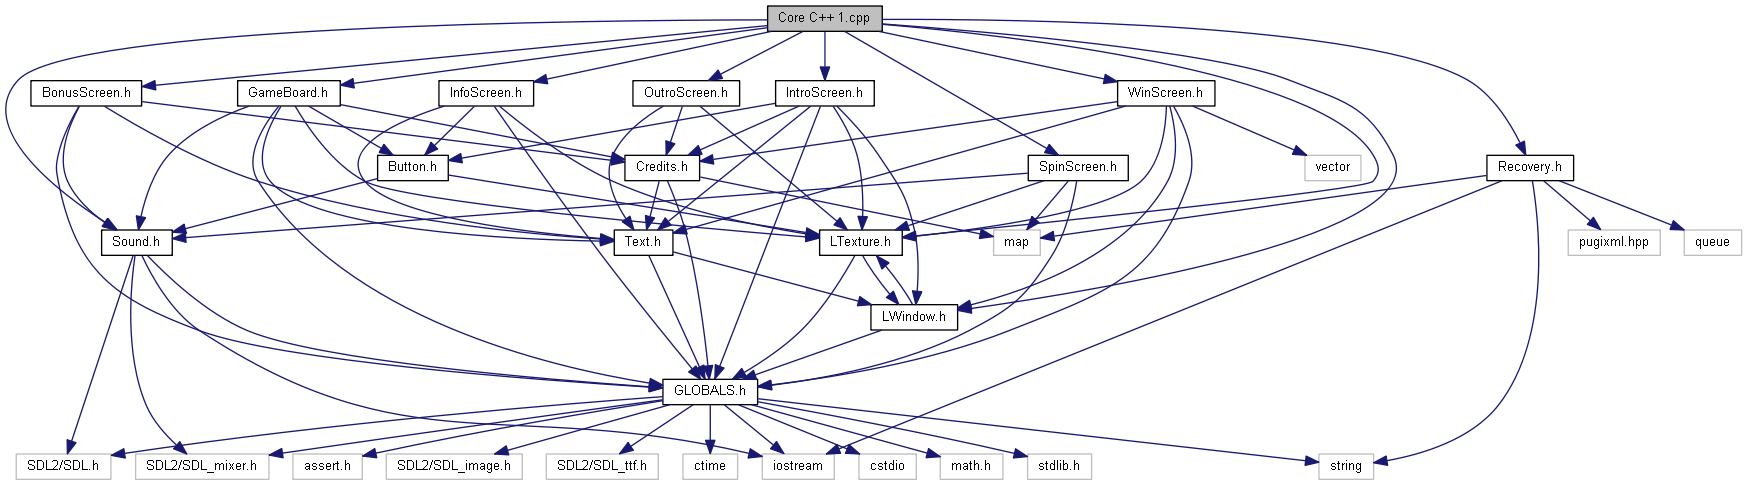 Core C++ 1.cpp
BonusScreen.h
GameBoard.h
InfoScreen.h
OutroScreen.h
IntroScreen.h
WinScreen.h
Button.h
Credits.h
SpinScreen.h
vector
Recovery.h
Sound.h
Text.h
LTexture.h
map
pugixml.hpp
queue
LWindow.h
GLOBALS.h
SDL2/SDL.h
SDL2/SDL_mixer.h
assert.h
SDL2/SDL_image.h
SDL2/SDL_ttf.h
ctime
iostream
cstdio
math.h
stdlib.h
string